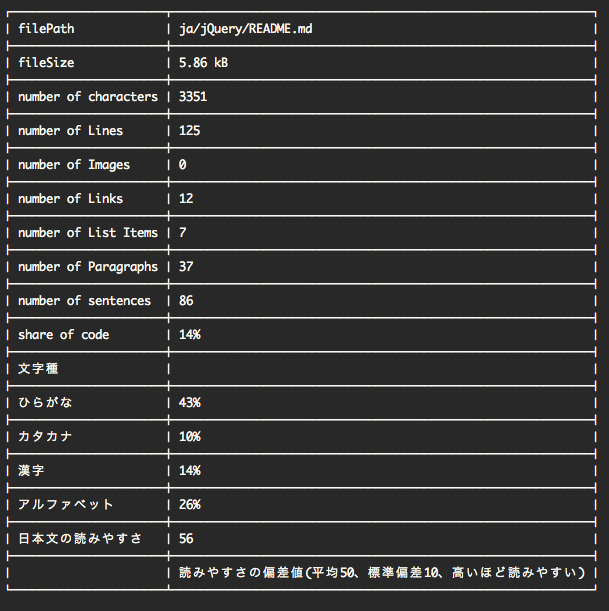 filePath ja/jQuery/README.md
fileSize 5.86 kB
number of characters 3351
number of Lines 125
number of Images 0
number of Links 12
number of List Items 7
number of Paragraphs 37
number of sentences 86
share of code 14%
文字種
ひらがな 43%
カタカナ 10%
漢字 14%
アルファベット 26%
日本文の読みやすさ 56
読みやすさの偏差値(平均50、標準偏差10、高いほど読みやすい)